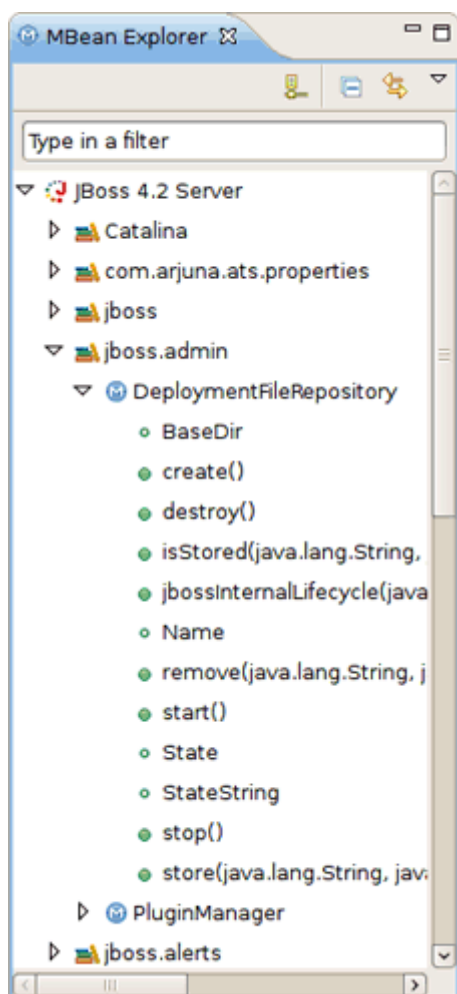 MBean Explorer
Type in a filter
JBoss 4.2 Server
Catalina
com.arjuna.ats.properties
jboss
jboss.admin
DeploymentFileRepository
BaseDir
create()
destroy()
isStored(java.lang.String,
jbossInternalLifecycle(java
Name
remove(java.lang.String, j
start()
State
StateString
stop()
store(java.lang.String, java
PluginManager
jboss.alerts